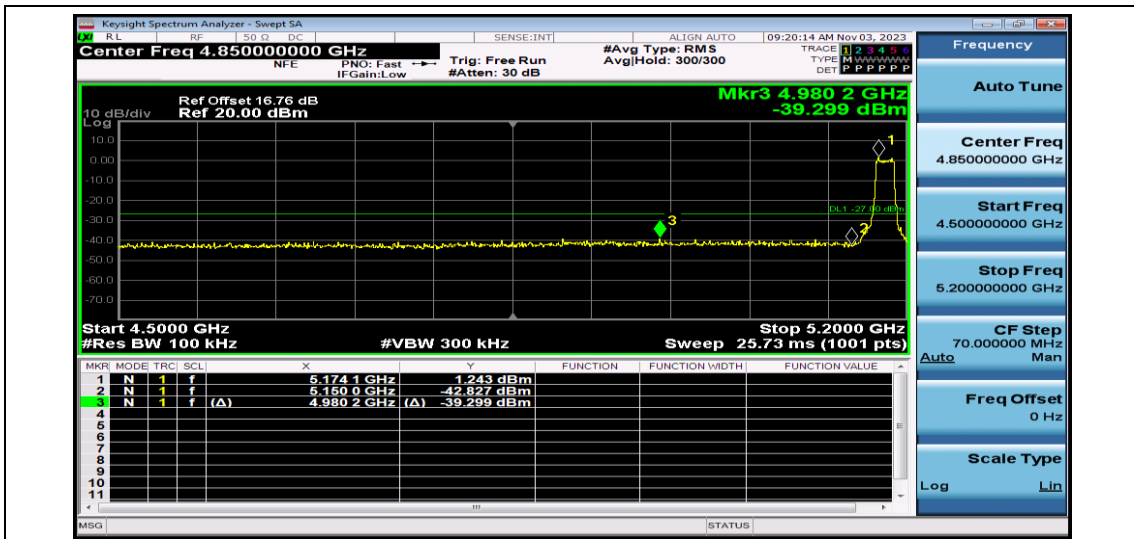 Keysight Spectrum Analyzer - Swept SA
LXI RL RF 50 Ω DC SENSE:INT ALIGN AUTO 09:20:14 AM Nov 03, 2023
Center Freq 4.850000000 GHz
NFE PNO: Fast IFGain:Low
Trig: Free Run #Atten: 30 dB
#Avg Type: RMS Avg|Hold: 300/300
TRACE 1 2 3 4 5 6
TYPE M W W W W W
DET P P P P P P
Mkr3 4.980 2 GHz
-39.299 dBm
Ref Offset 16.76 dB
10 dB/div Ref 20.00 dBm
Log
10.0
0.00
-10.0
-20.0
-30.0
-40.0
-50.0
-60.0
-70.0
1
DL1 -27.00 dBm
3
2
Start 4.5000 GHz Stop 5.2000 GHz
#Res BW 100 kHz #VBW 300 kHz Sweep 25.73 ms (1001 pts)
MKR MODE TRC SCL X Y FUNCTION FUNCTION WIDTH FUNCTION VALUE
1 N 1 f 5.174 1 GHz 1.243 dBm
2 N 1 f 5.150 0 GHz -42.827 dBm
3 N 1 f (Δ) 4.980 2 GHz (Δ) -39.299 dBm
4
5
6
7
8
9
10
11
MSG STATUS
Frequency
Auto Tune
Center Freq
4.850000000 GHz
Start Freq
4.500000000 GHz
Stop Freq
5.200000000 GHz
CF Step
70.000000 MHz
Auto Man
Freq Offset
0 Hz
Scale Type
Log Lin